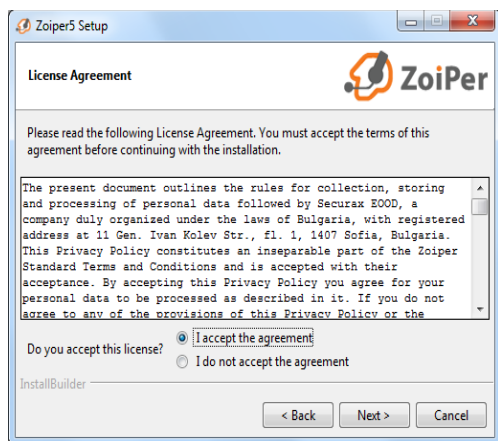 Zoiper5 Setup
License Agreement
ZoiPer
Please read the following License Agreement. You must accept the terms of this
agreement before continuing with the installation.
The present document outlines the rules for collection, storing
and processing of personal data followed by Securax EOOD, a
company duly organized under the laws of Bulgaria, with registered
address at 11 Gen. Ivan Kolev Str., fl. 1, 1407 Sofia, Bulgaria.
This Privacy Policy constitutes an inseparable part of the Zoiper
Standard Terms and Conditions and is accepted with their
acceptance. By accepting this Privacy Policy you agree for your
personal data to be processed as described in it. If you do not
agree to any of the provisions of this Privacy Policy or the
Do you accept this license?
I accept the agreement
I do not accept the agreement
InstallBuilder
< Back
Next >
Cancel